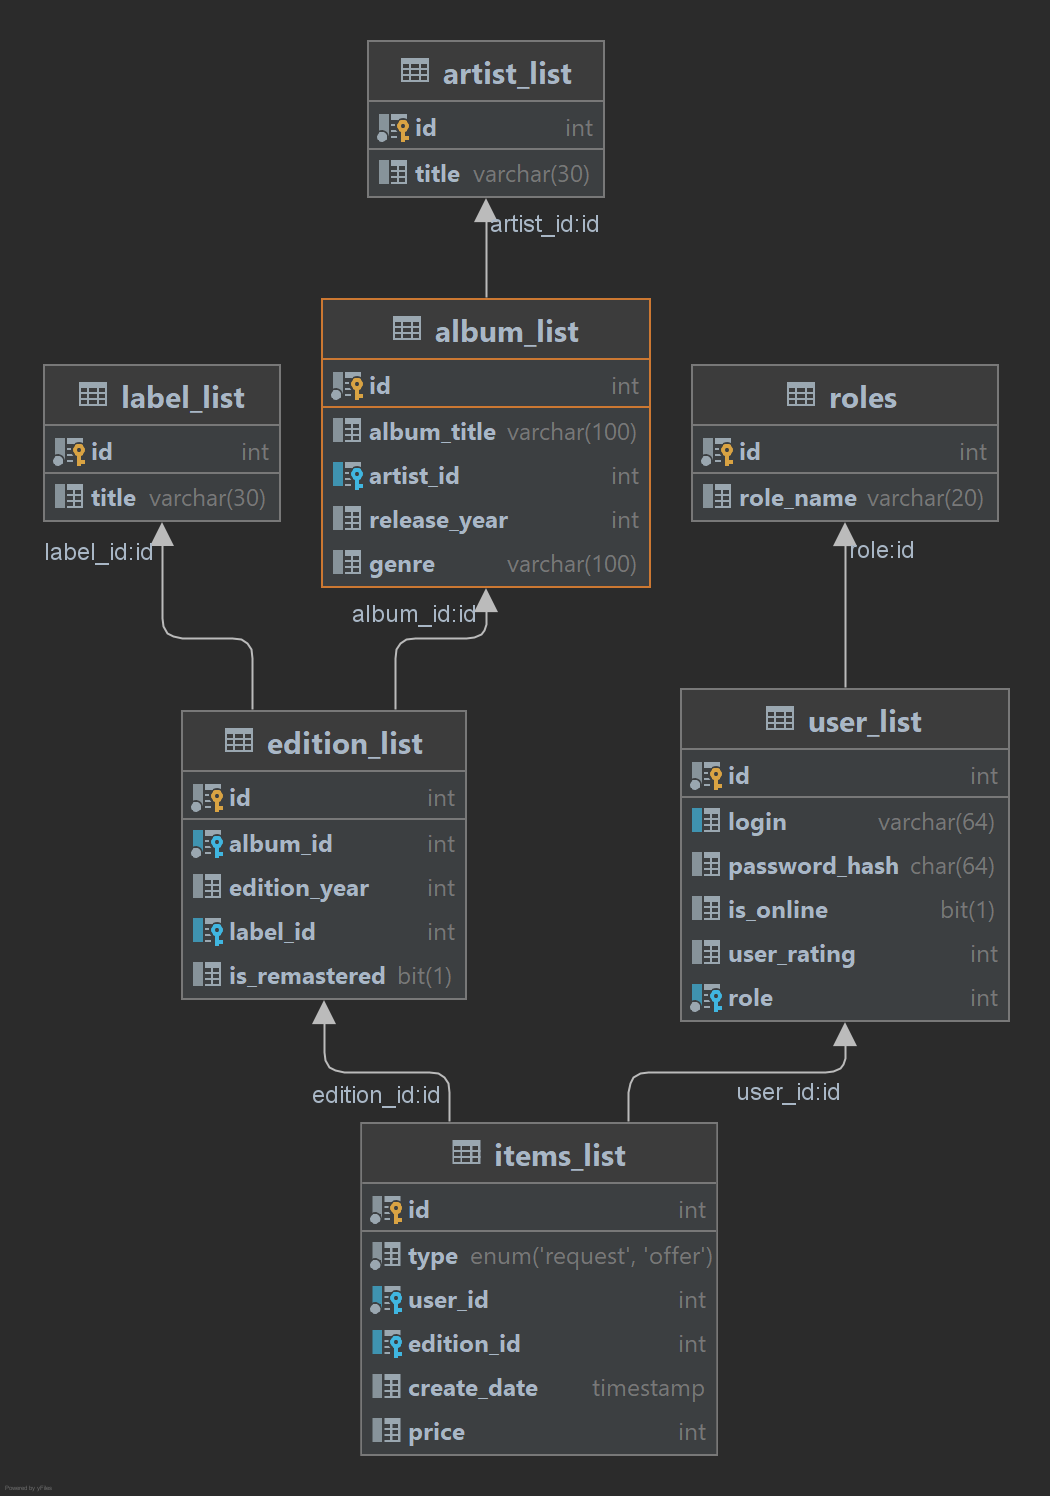 artist_list
id int
title varchar(30)
artist_id:id
album_list
id int
album_title varchar(100)
artist_id int
release_year int
genre varchar(100)
label_list
id int
title varchar(30)
roles
id int
role_name varchar(20)
label_id:id
album_id:id
role:id
edition_list
id int
album_id int
edition_year int
label_id int
is_remastered bit(1)
user_list
id int
login varchar(64)
password_hash char(64)
is_online bit(1)
user_rating int
role int
edition_id:id
user_id:id
items_list
id int
type enum('request', 'offer')
user_id int
edition_id int
create_date timestamp
price int
Powered by yFiles